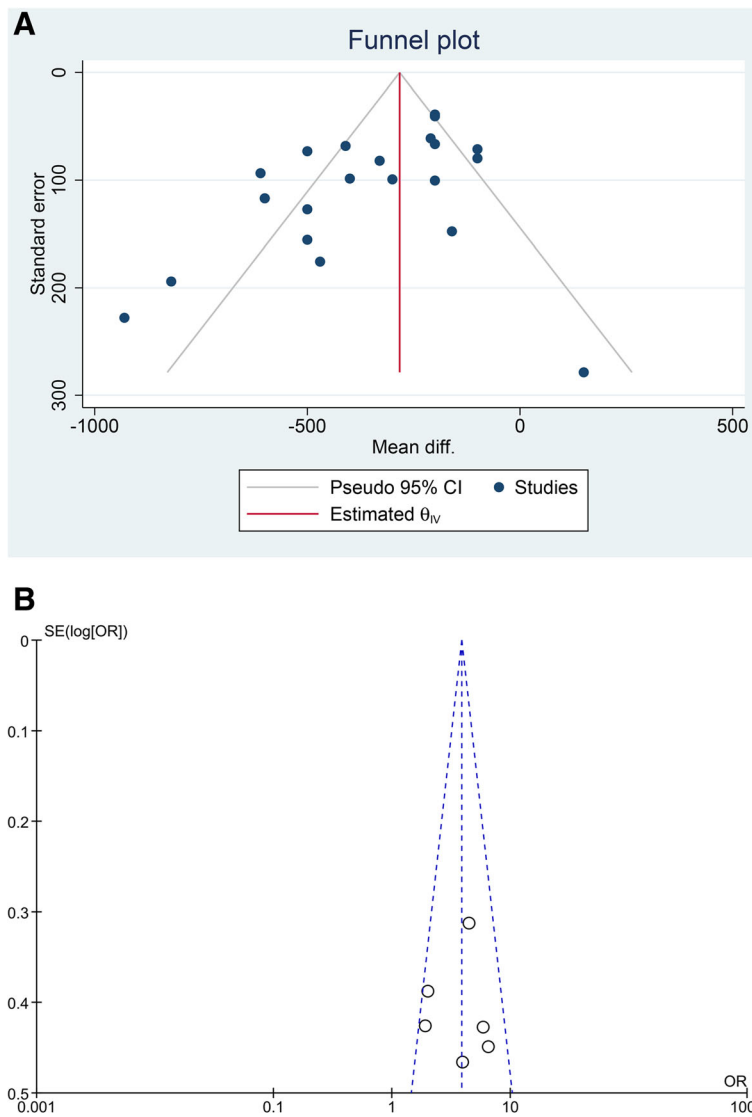 A
Funnel plot
Standard error
0
100
200
300
-1000 -500 0 500
Mean diff.
Pseudo 95% CI Studies
Estimated θIV
B
SE(log[OR])
0
0.1
0.2
0.3
0.4
0.5
OR
0.001 0.1 1 10 100